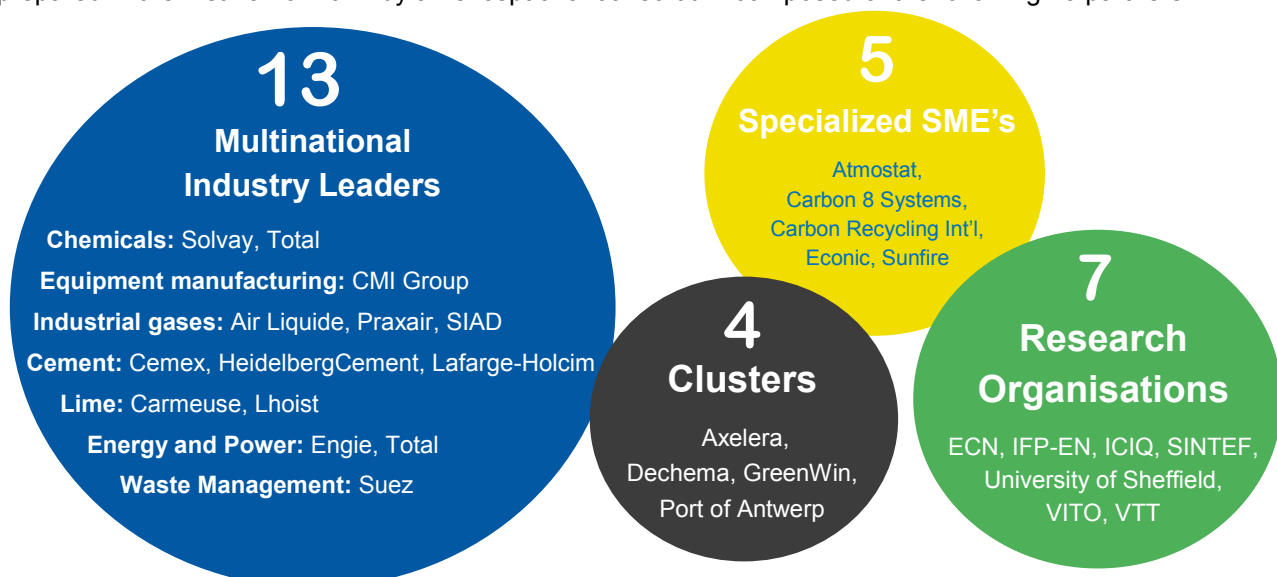 13
Multinational
Industry Leaders
Chemicals: Solvay, Total
Equipment manufacturing: CMI Group
Industrial gases: Air Liquide, Praxair, SIAD
Cement: Cemex, HeidelbergCement, Lafarge-Holcim
Lime: Carmeuse, Lhoist
Energy and Power: Engie, Total
Waste Management: Suez
5
Specialized SME's
Atmostat,
Carbon 8 Systems,
Carbon Recycling Int'l,
Econic, Sunfire
4
Clusters
Axelera,
Dechema, GreenWin,
Port of Antwerp
7
Research
Organisations
ECN, IFP-EN, ICIQ, SINTEF,
University of Sheffield,
VITO, VTT